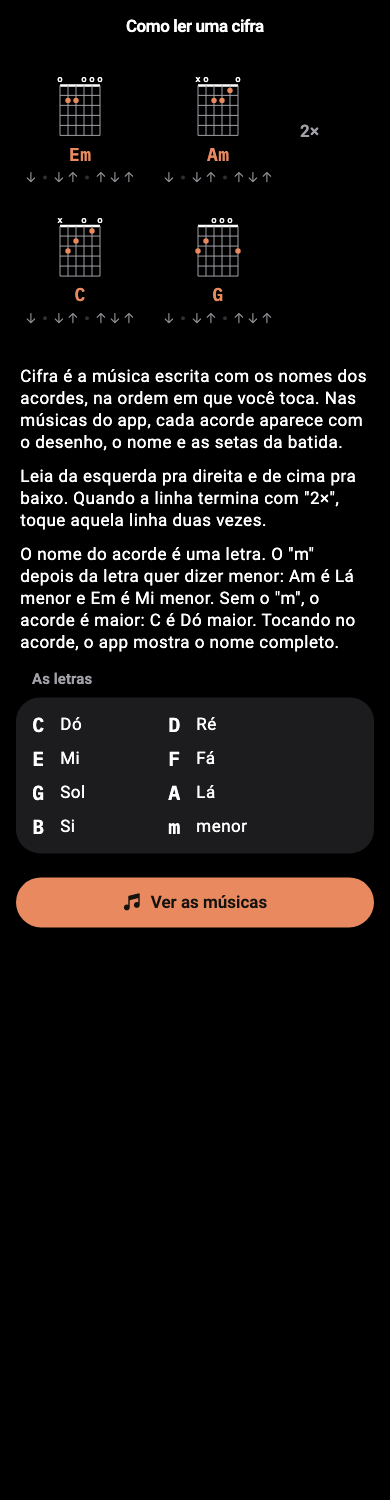 Como ler uma cifra
o ooo xo o
2×
Em Am
↓ • ↓ ↑ • ↑ ↓ ↑ ↓ • ↓ ↑ • ↑ ↓ ↑
x o o ooo
C G
↓ • ↓ ↑ • ↑ ↓ ↑ ↓ • ↓ ↑ • ↑ ↓ ↑
Cifra é a música escrita com os nomes dos
acordes, na ordem em que você toca. Nas
músicas do app, cada acorde aparece com
o desenho, o nome e as setas da batida.
Leia da esquerda pra direita e de cima pra
baixo. Quando a linha termina com "2×",
toque aquela linha duas vezes.
O nome do acorde é uma letra. O "m"
depois da letra quer dizer menor: Am é Lá
menor e Em é Mi menor. Sem o "m", o
acorde é maior: C é Dó maior. Tocando no
acorde, o app mostra o nome completo.
As letras
C Dó D Ré
E Mi F Fá
G Sol A Lá
B Si m menor
Ver as músicas